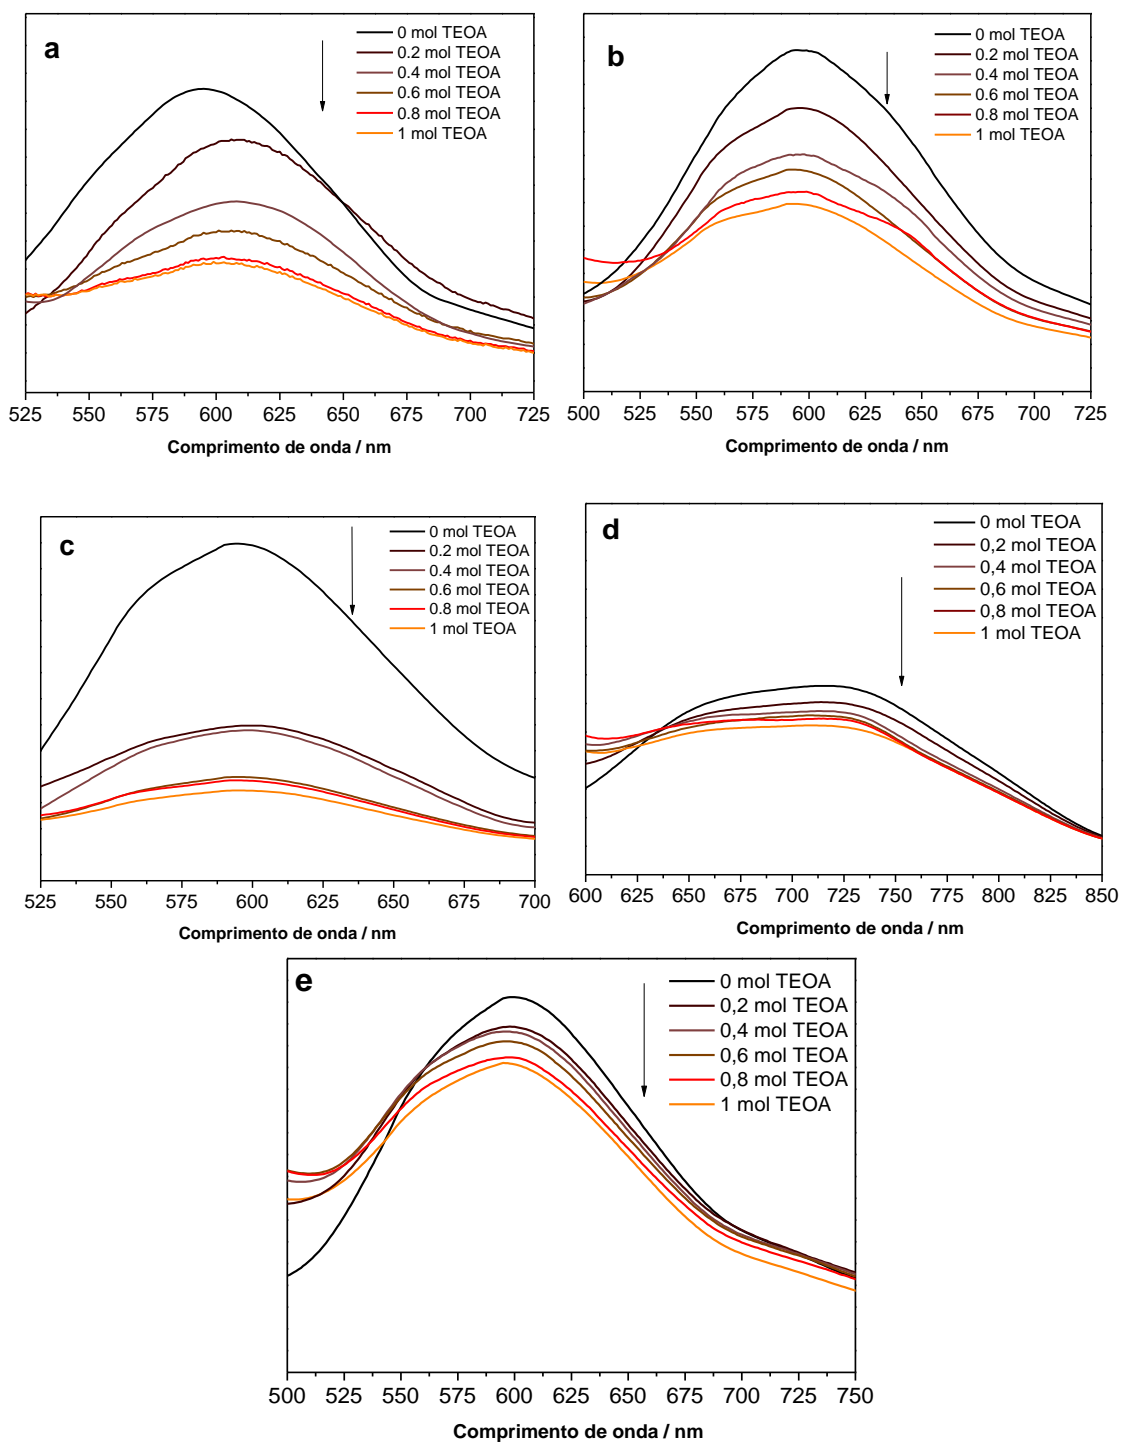 a
0 mol TEOA
0.2 mol TEOA
0.4 mol TEOA
0.6 mol TEOA
0.8 mol TEOA
1 mol TEOA
525 550 575 600 625 650 675 700 725
Comprimento de onda / nm
b
0 mol TEOA
0.2 mol TEOA
0.4 mol TEOA
0.6 mol TEOA
0.8 mol TEOA
1 mol TEOA
500 525 550 575 600 625 650 675 700 725
Comprimento de onda / nm
c
0 mol TEOA
0.2 mol TEOA
0.4 mol TEOA
0.6 mol TEOA
0.8 mol TEOA
1 mol TEOA
525 550 575 600 625 650 675 700
Comprimento de onda / nm
d
0 mol TEOA
0,2 mol TEOA
0,4 mol TEOA
0,6 mol TEOA
0,8 mol TEOA
1 mol TEOA
600 625 650 675 700 725 750 775 800 825 850
Comprimento de onda / nm
e
0 mol TEOA
0,2 mol TEOA
0,4 mol TEOA
0,6 mol TEOA
0,8 mol TEOA
1 mol TEOA
500 525 550 575 600 625 650 675 700 725 750
Comprimento de onda / nm